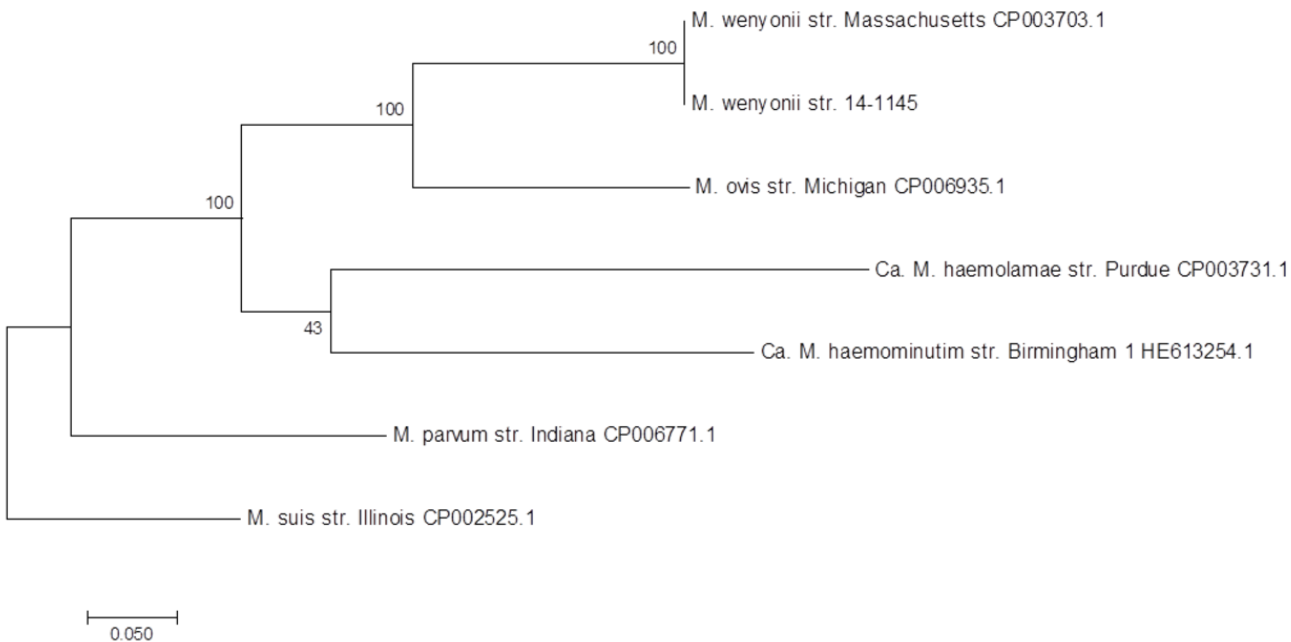 M. wenyonii str. Massachusetts CP003703.1
100
M. wenyonii str. 14-1145
100
M. ovis str. Michigan CP006935.1
100
Ca. M. haemolamae str. Purdue CP003731.1
43
Ca. M. haemominutim str. Birmingham 1 HE613254.1
M. parvum str. Indiana CP006771.1
M. suis str. Illinois CP002525.1
0.050